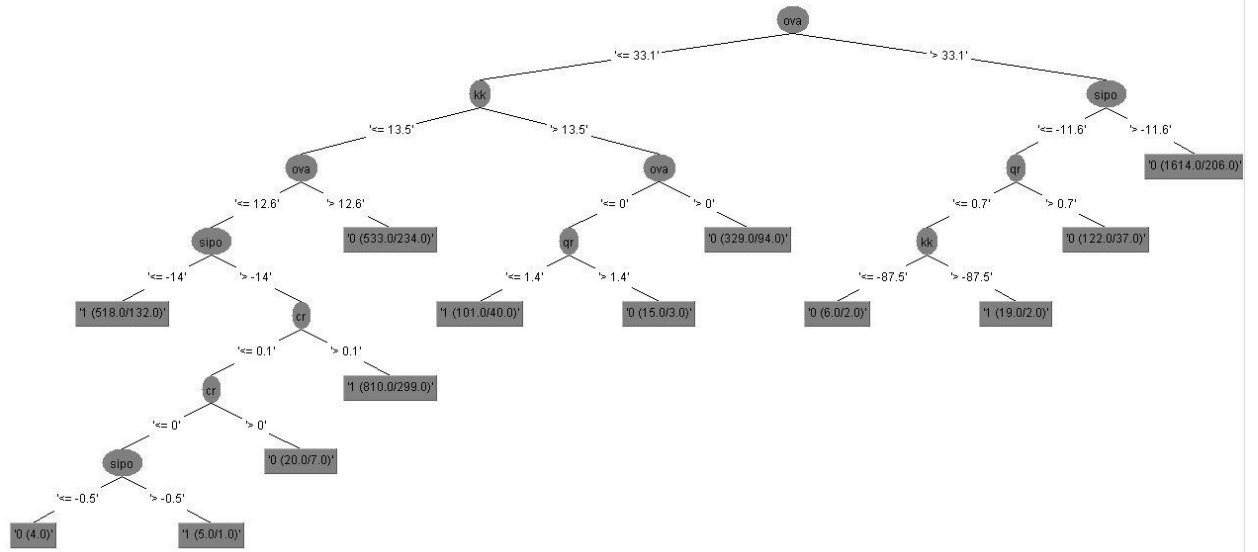 ova
'<= 33.1' '> 33.1'
kk sipo
'<= 13.5' '> 13.5' '<= -11.6' '> -11.6'
ova ova qr '0 (1614.0/206.0)'
'<= 12.6' '> 12.6' '<= 0' '> 0' '<= 0.7' '> 0.7'
sipo '0 (533.0/234.0)' qr '0 (329.0/94.0)' kk '0 (122.0/37.0)'
'<= -14' '> -14' '<= 1.4' '> 1.4' '<= -87.5' '> -87.5'
'1 (518.0/132.0)' cr '1 (101.0/40.0)' '0 (15.0/3.0)' '0 (6.0/2.0)' '1 (19.0/2.0)'
'<= 0.1' '> 0.1'
cr '1 (810.0/299.0)'
'<= 0' '> 0'
sipo '0 (20.0/7.0)'
'<= -0.5' '> -0.5'
'0 (4.0)' '1 (5.0/1.0)'